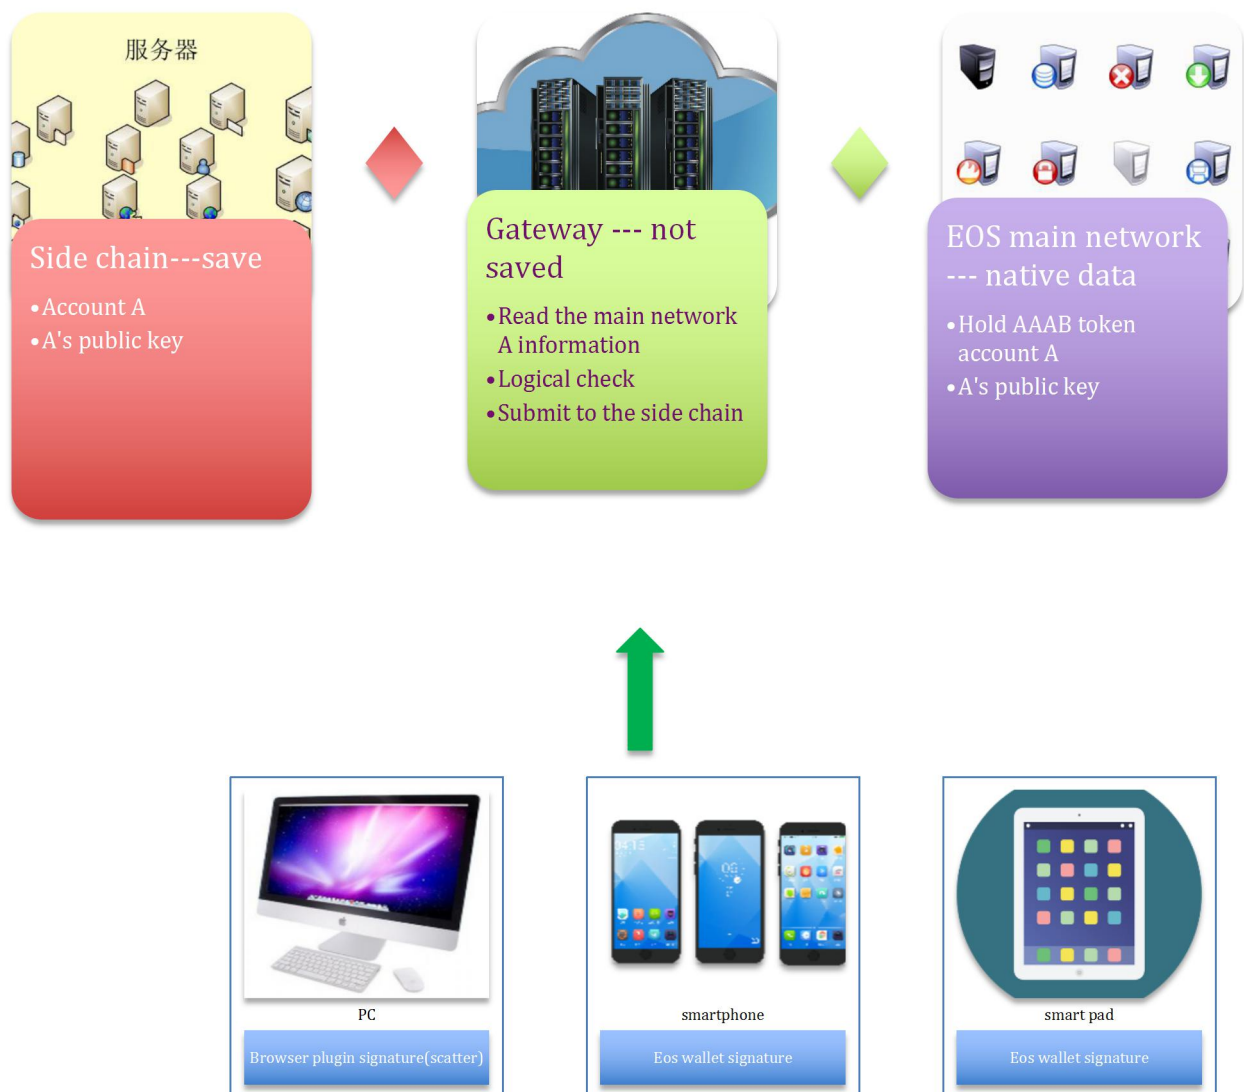 服务器
Side chain---save
•Account A
•A's public key
Gateway --- not
saved
•Read the main network
A information
•Logical check
•Submit to the side chain
EOS main network
--- native data
•Hold AAAB token
account A
•A's public key
PC
Browser plugin signature(scatter)
smartphone
Eos wallet signature
smart pad
Eos wallet signature